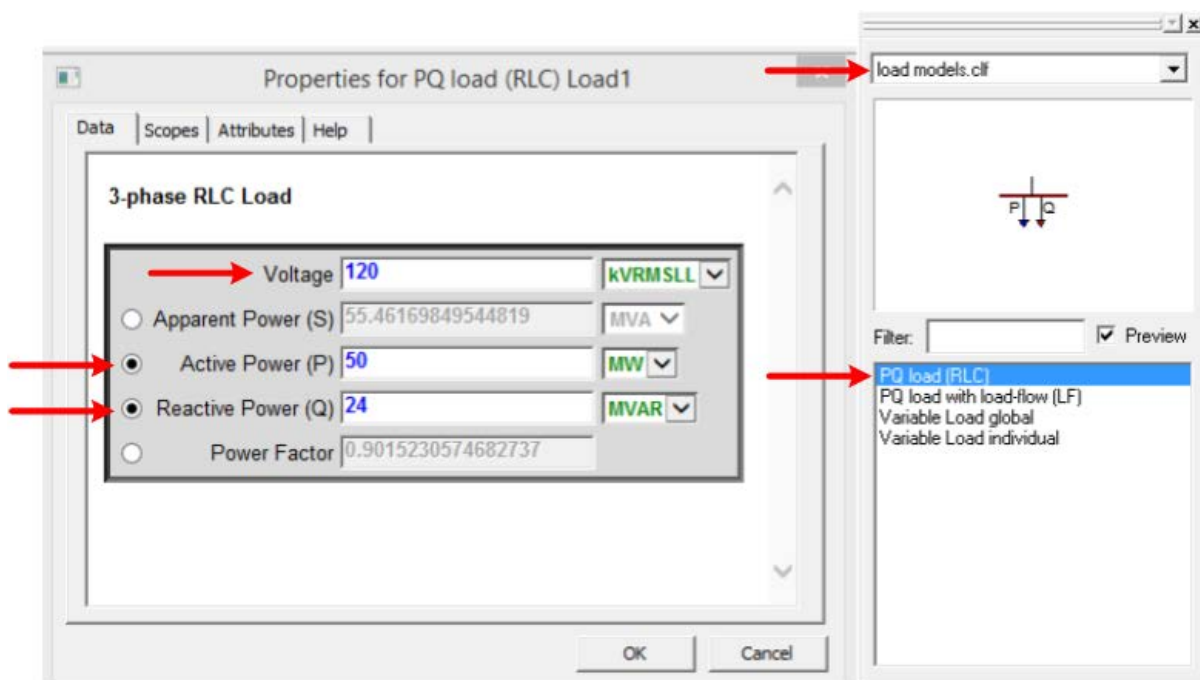 Properties for PQ load (RLC) Load1
Data Scopes Attributes Help
3-phase RLC Load
Voltage 120 kVRMSLL
Apparent Power (S) 55.46169849544819 MVA
Active Power (P) 50 MW
Reactive Power (Q) 24 MVAR
Power Factor 0.9015230574682737
OK Cancel
load models.clf
P Q
Filter: Preview
PQ load (RLC)
PQ load with load-flow (LF)
Variable Load global
Variable Load individual